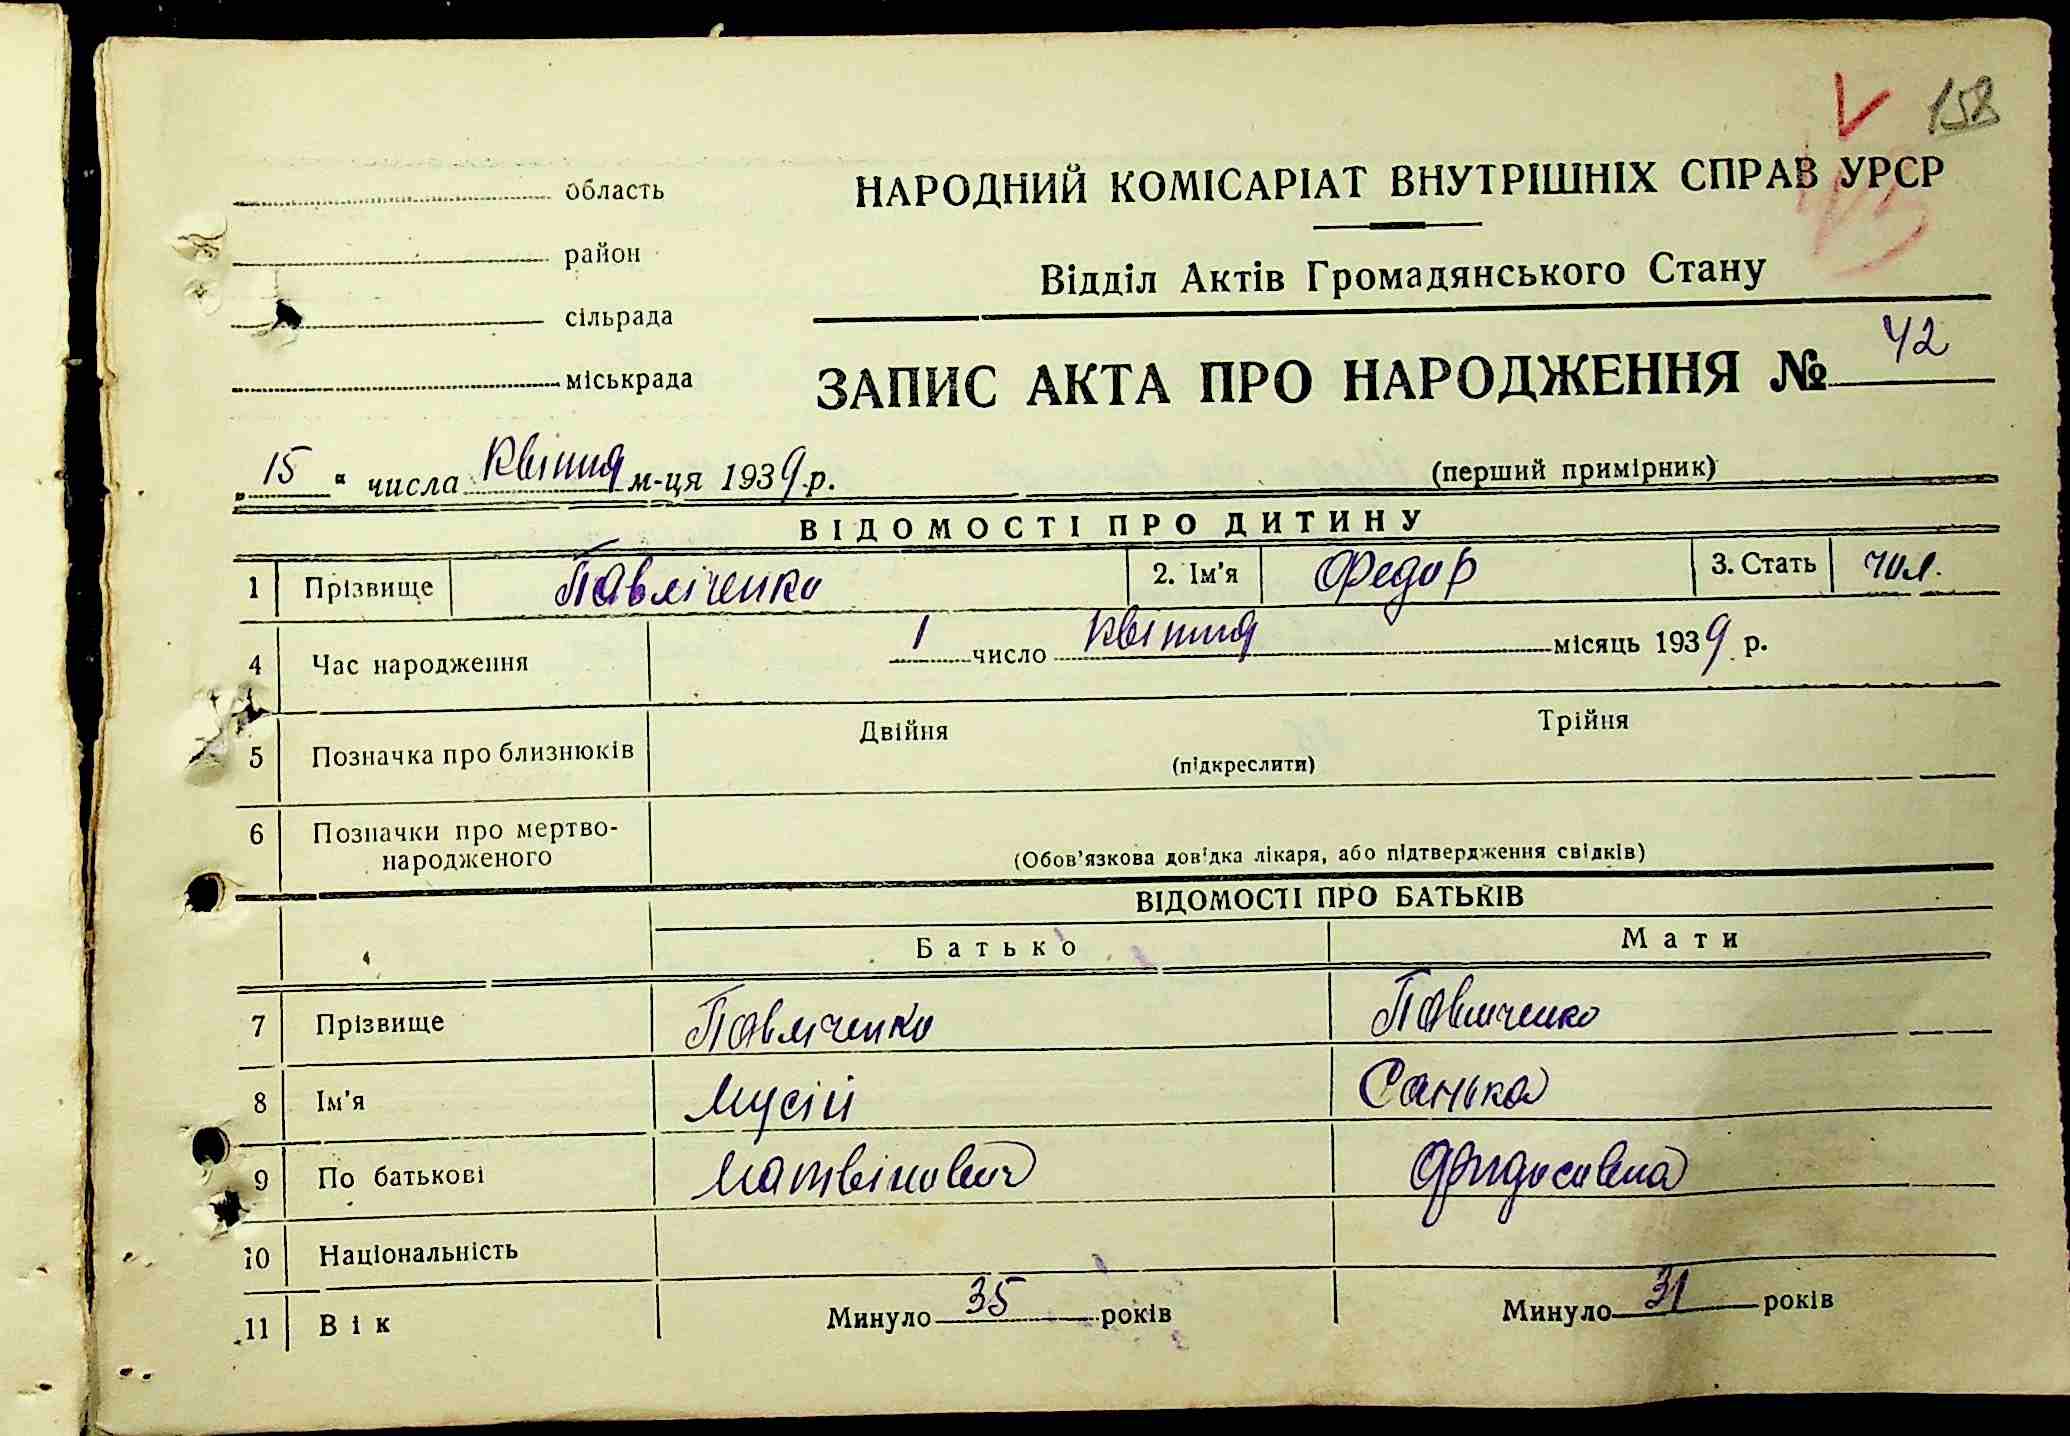 158
область
НАРОДНИЙ КОМІСАРІАТ ВНУТРІШНІХ СПРАВ УРСР
район
Відділ Актів Громадянського Стану
сільрада
міськрада
ЗАПИС АКТА ПРО НАРОДЖЕННЯ № 42
„ 15 “ числа квітня м-ця 1939 р. (перший примірник)
ВІДОМОСТІ ПРО ДИТИНУ
1 Прізвище Павліченко 2. Ім'я Федор 3. Стать чол.
4 Час народження 1 число квітня місяць 1939 р.
5 Позначка про близнюків Двійня Трійня
(підкреслити)
6 Позначки про мертво-
народженого (Обов'язкова довідка лікаря, або підтвердження свідків)
ВІДОМОСТІ ПРО БАТЬКІВ
Батько Мати
7 Прізвище Павліченко Павліченко
8 Ім'я Мусій Санька
9 По батькові Матвійович
10 Національність
11 Вік Минуло 35 років Минуло 31 років